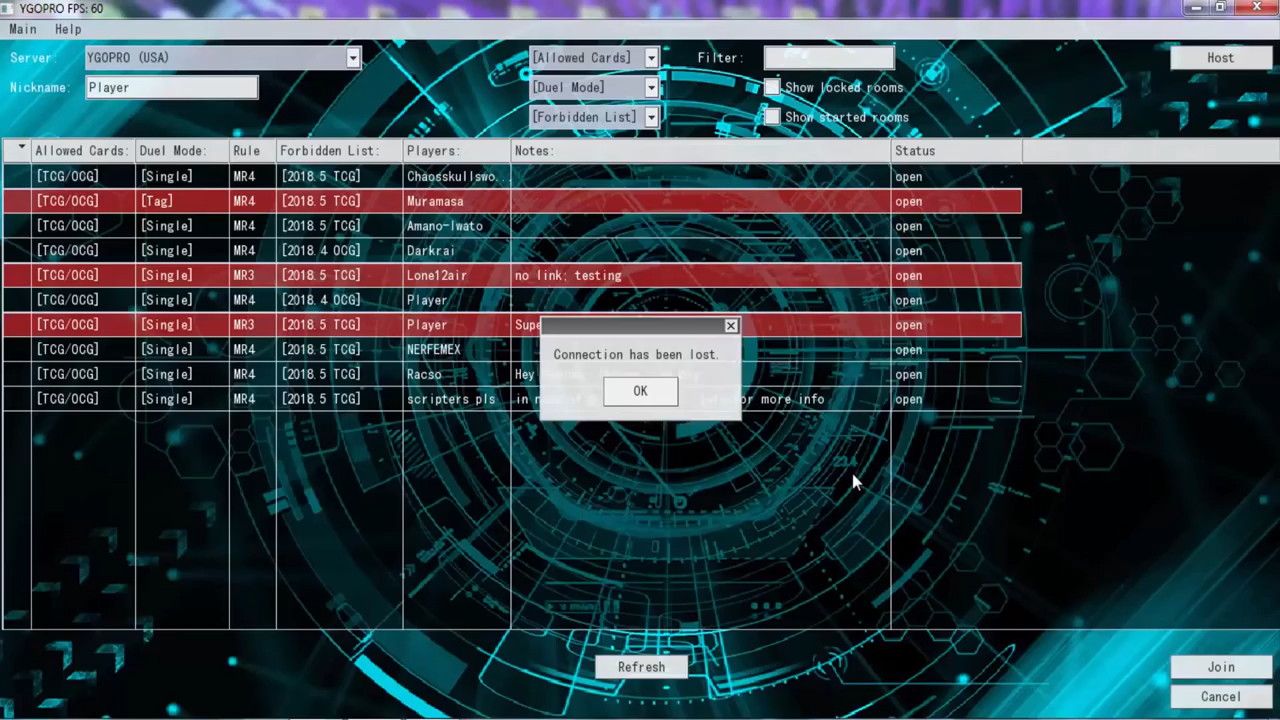 YGOPRO FPS: 60
Main Help
Server: YGOPRO (USA) [Allowed Cards] Filter: Host
Nickname: Player [Duel Mode] Show locked rooms
[Forbidden List] Show started rooms
Allowed Cards: Duel Mode: Rule Forbidden List: Players: Notes: Status
[TCG/OCG] [Single] MR4 [2018.5 TCG] Chaosskullswo... open
[TCG/OCG] [Tag] MR4 [2018.5 TCG] Muramasa open
[TCG/OCG] [Single] MR4 [2018.5 TCG] Amano-Iwato open
[TCG/OCG] [Single] MR4 [2018.4 OCG] Darkrai open
[TCG/OCG] [Single] MR3 [2018.5 TCG] Lone12air no link; testing open
[TCG/OCG] [Single] MR4 [2018.4 OCG] Player open
[TCG/OCG] [Single] MR3 [2018.5 TCG] Player Supe open
[TCG/OCG] [Single] MR4 [2018.5 TCG] NERFEMEX open
Connection has been lost.
[TCG/OCG] [Single] MR4 [2018.5 TCG] Racso Hey open
OK
[TCG/OCG] [Single] MR4 [2018.5 TCG] scripters pls in for more info open
234
Refresh Join
Cancel